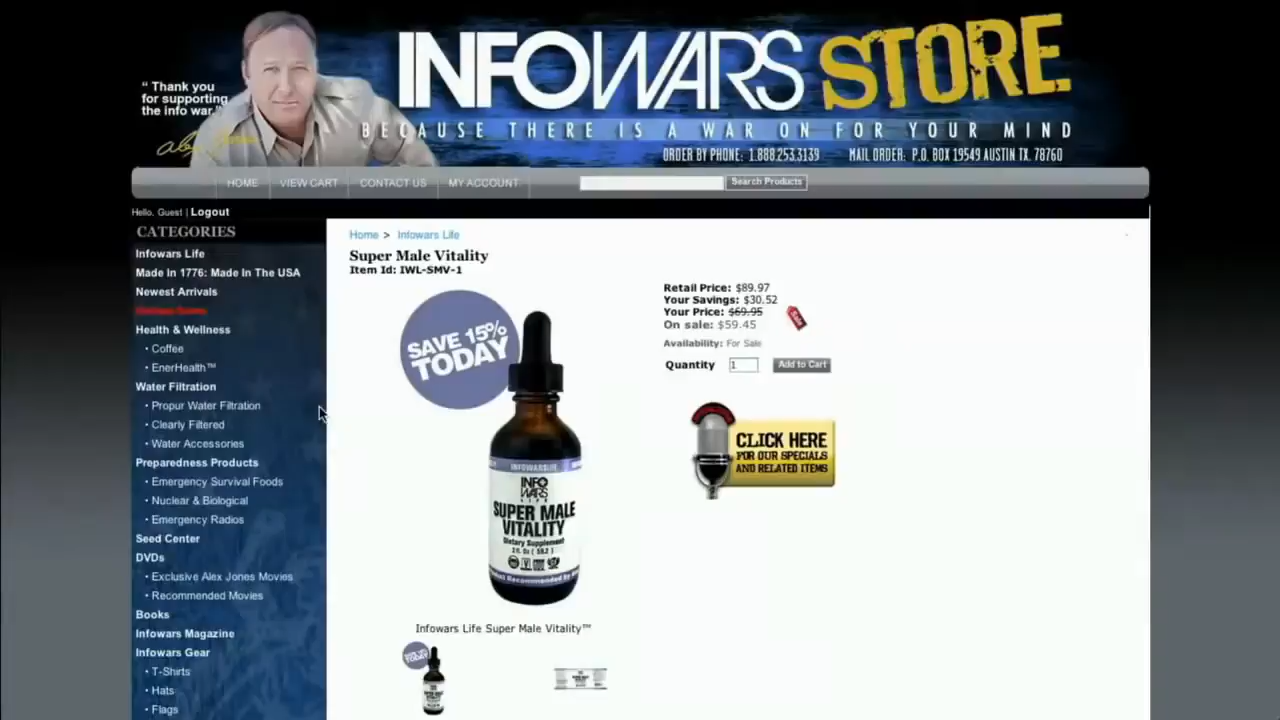 “ Thank you
for supporting
the info war.”
INFOWARS STORE
BECAUSE THERE IS A WAR ON FOR YOUR MIND
ORDER BY PHONE: 1.888.253.3139 MAIL ORDER: P.O. BOX 19549 AUSTIN TX. 78760
HOME VIEW CART CONTACT US MY ACCOUNT Search Products
Hello, Guest | Logout
CATEGORIES
Infowars Life
Made In 1776: Made In The USA
Newest Arrivals
Health & Wellness
• Coffee
• EnerHealth™
Water Filtration
• Propur Water Filtration
• Clearly Filtered
• Water Accessories
Preparedness Products
• Emergency Survival Foods
• Nuclear & Biological
• Emergency Radios
Seed Center
DVDs
• Exclusive Alex Jones Movies
• Recommended Movies
Books
Infowars Magazine
Infowars Gear
• T-Shirts
• Hats
• Flags
Home > Infowars Life
Super Male Vitality
Item Id: IWL-SMV-1
SAVE 15%
TODAY
INFOWARSLIFE
INFO
WARS
LIFE
SUPER MALE
VITALITY
Dietary Supplement
Infowars Life Super Male Vitality™
Retail Price: $89.97
Your Savings: $30.52
Your Price: $69.95
On sale: $59.45
Sale
Availability: For Sale
Quantity 1 Add to Cart
CLICK HERE
FOR OUR SPECIALS
AND RELATED ITEMS